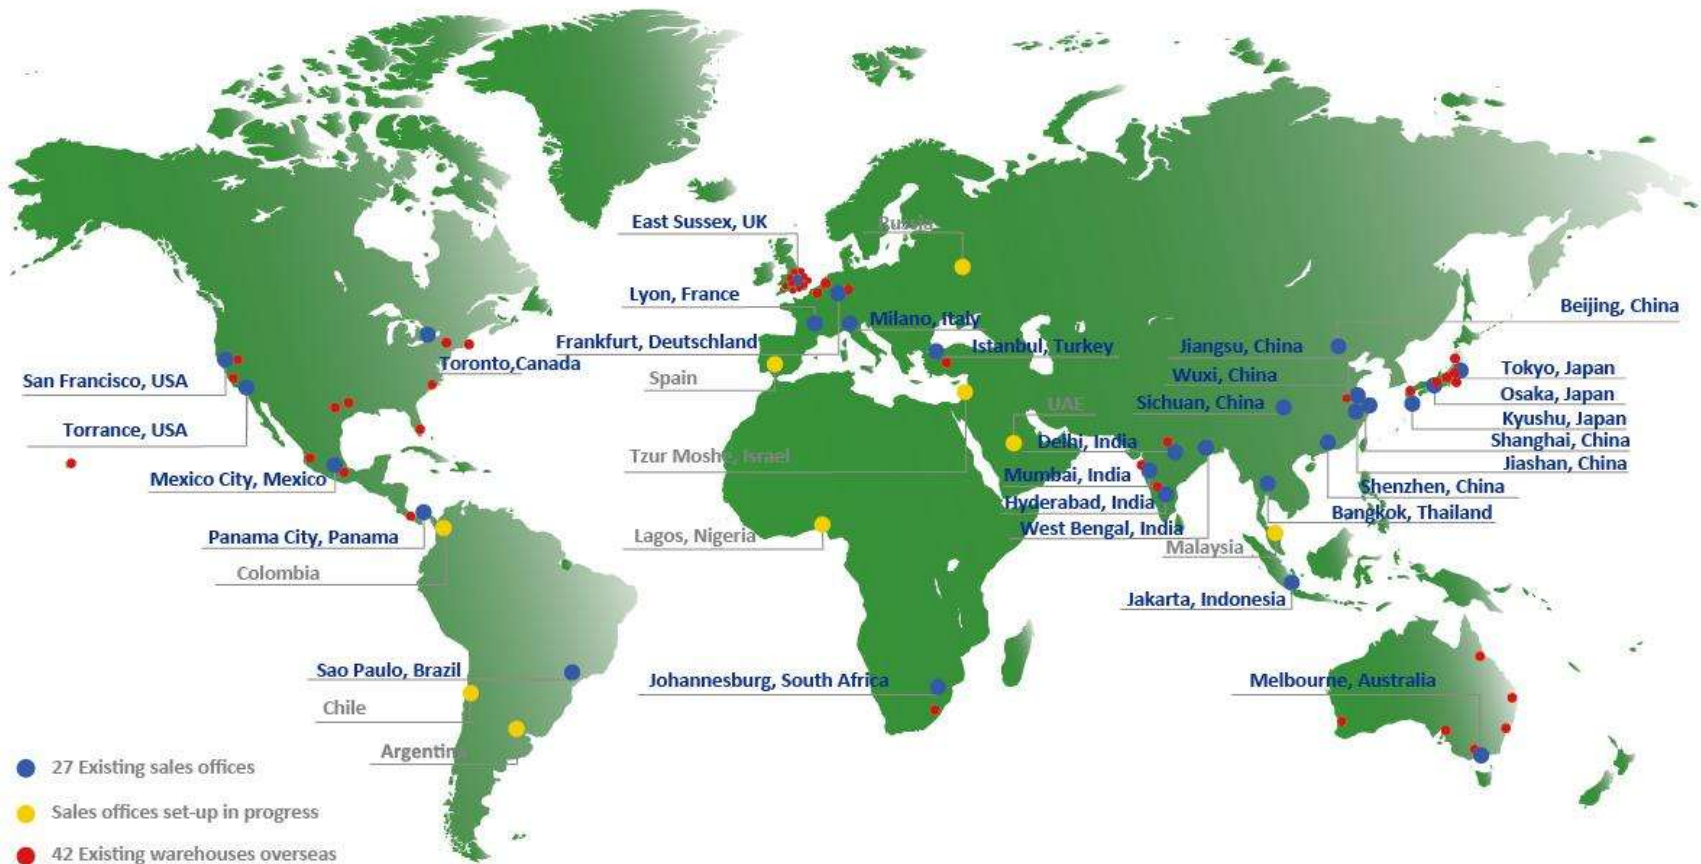 East Sussex, UK
Russia
Lyon, France
Beijing, China
Milano, Italy
Frankfurt, Deutschland
Istanbul, Turkey
Jiangsu, China
Toronto,Canada
Tokyo, Japan
San Francisco, USA
Spain
Wuxi, China
Osaka, Japan
UAE
Sichuan, China
Kyushu, Japan
Torrance, USA
Delhi, India
Shanghai, China
Tzur Moshe, Israel
Jiashan, China
Mexico City, Mexico
Mumbai, India
Shenzhen, China
Hyderabad, India
Bangkok, Thailand
Panama City, Panama
Lagos, Nigeria
West Bengal, India
Malaysia
Colombia
Jakarta, Indonesia
Sao Paulo, Brazil
Johannesburg, South Africa
Melbourne, Australia
Chile
Argentina
27 Existing sales offices
Sales offices set-up in progress
42 Existing warehouses overseas